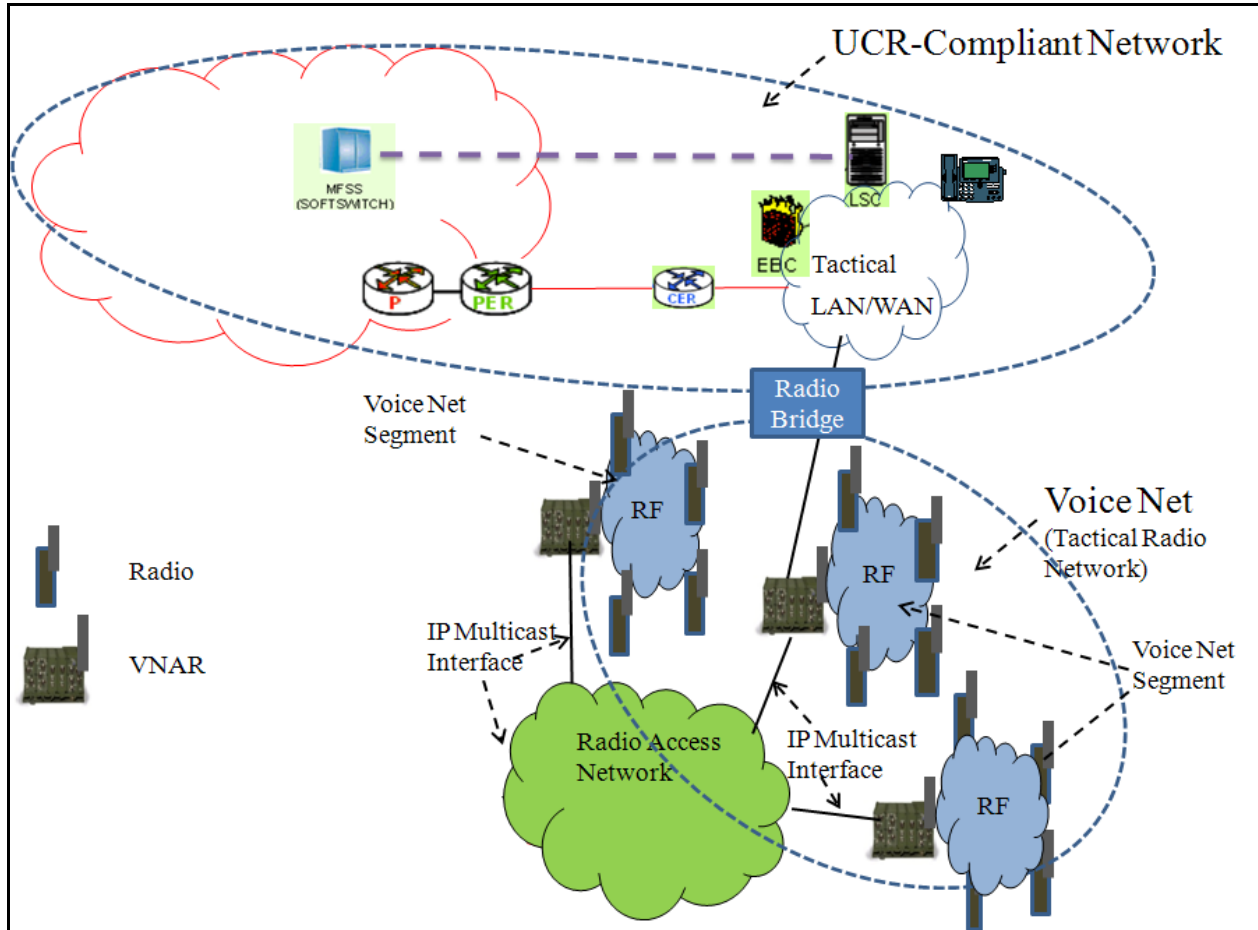 UCR-Compliant Network
MFSS
(SOFTSWITCH)
LSC
EBC
Tactical
LAN/WAN
P
PER
CER
Radio
Bridge
Voice Net
Segment
RF
RF
Voice Net
(Tactical Radio
Network)
Radio
IP Multicast
Interface
VNAR
Voice Net
Segment
Radio Access
Network
IP Multicast
Interface
RF